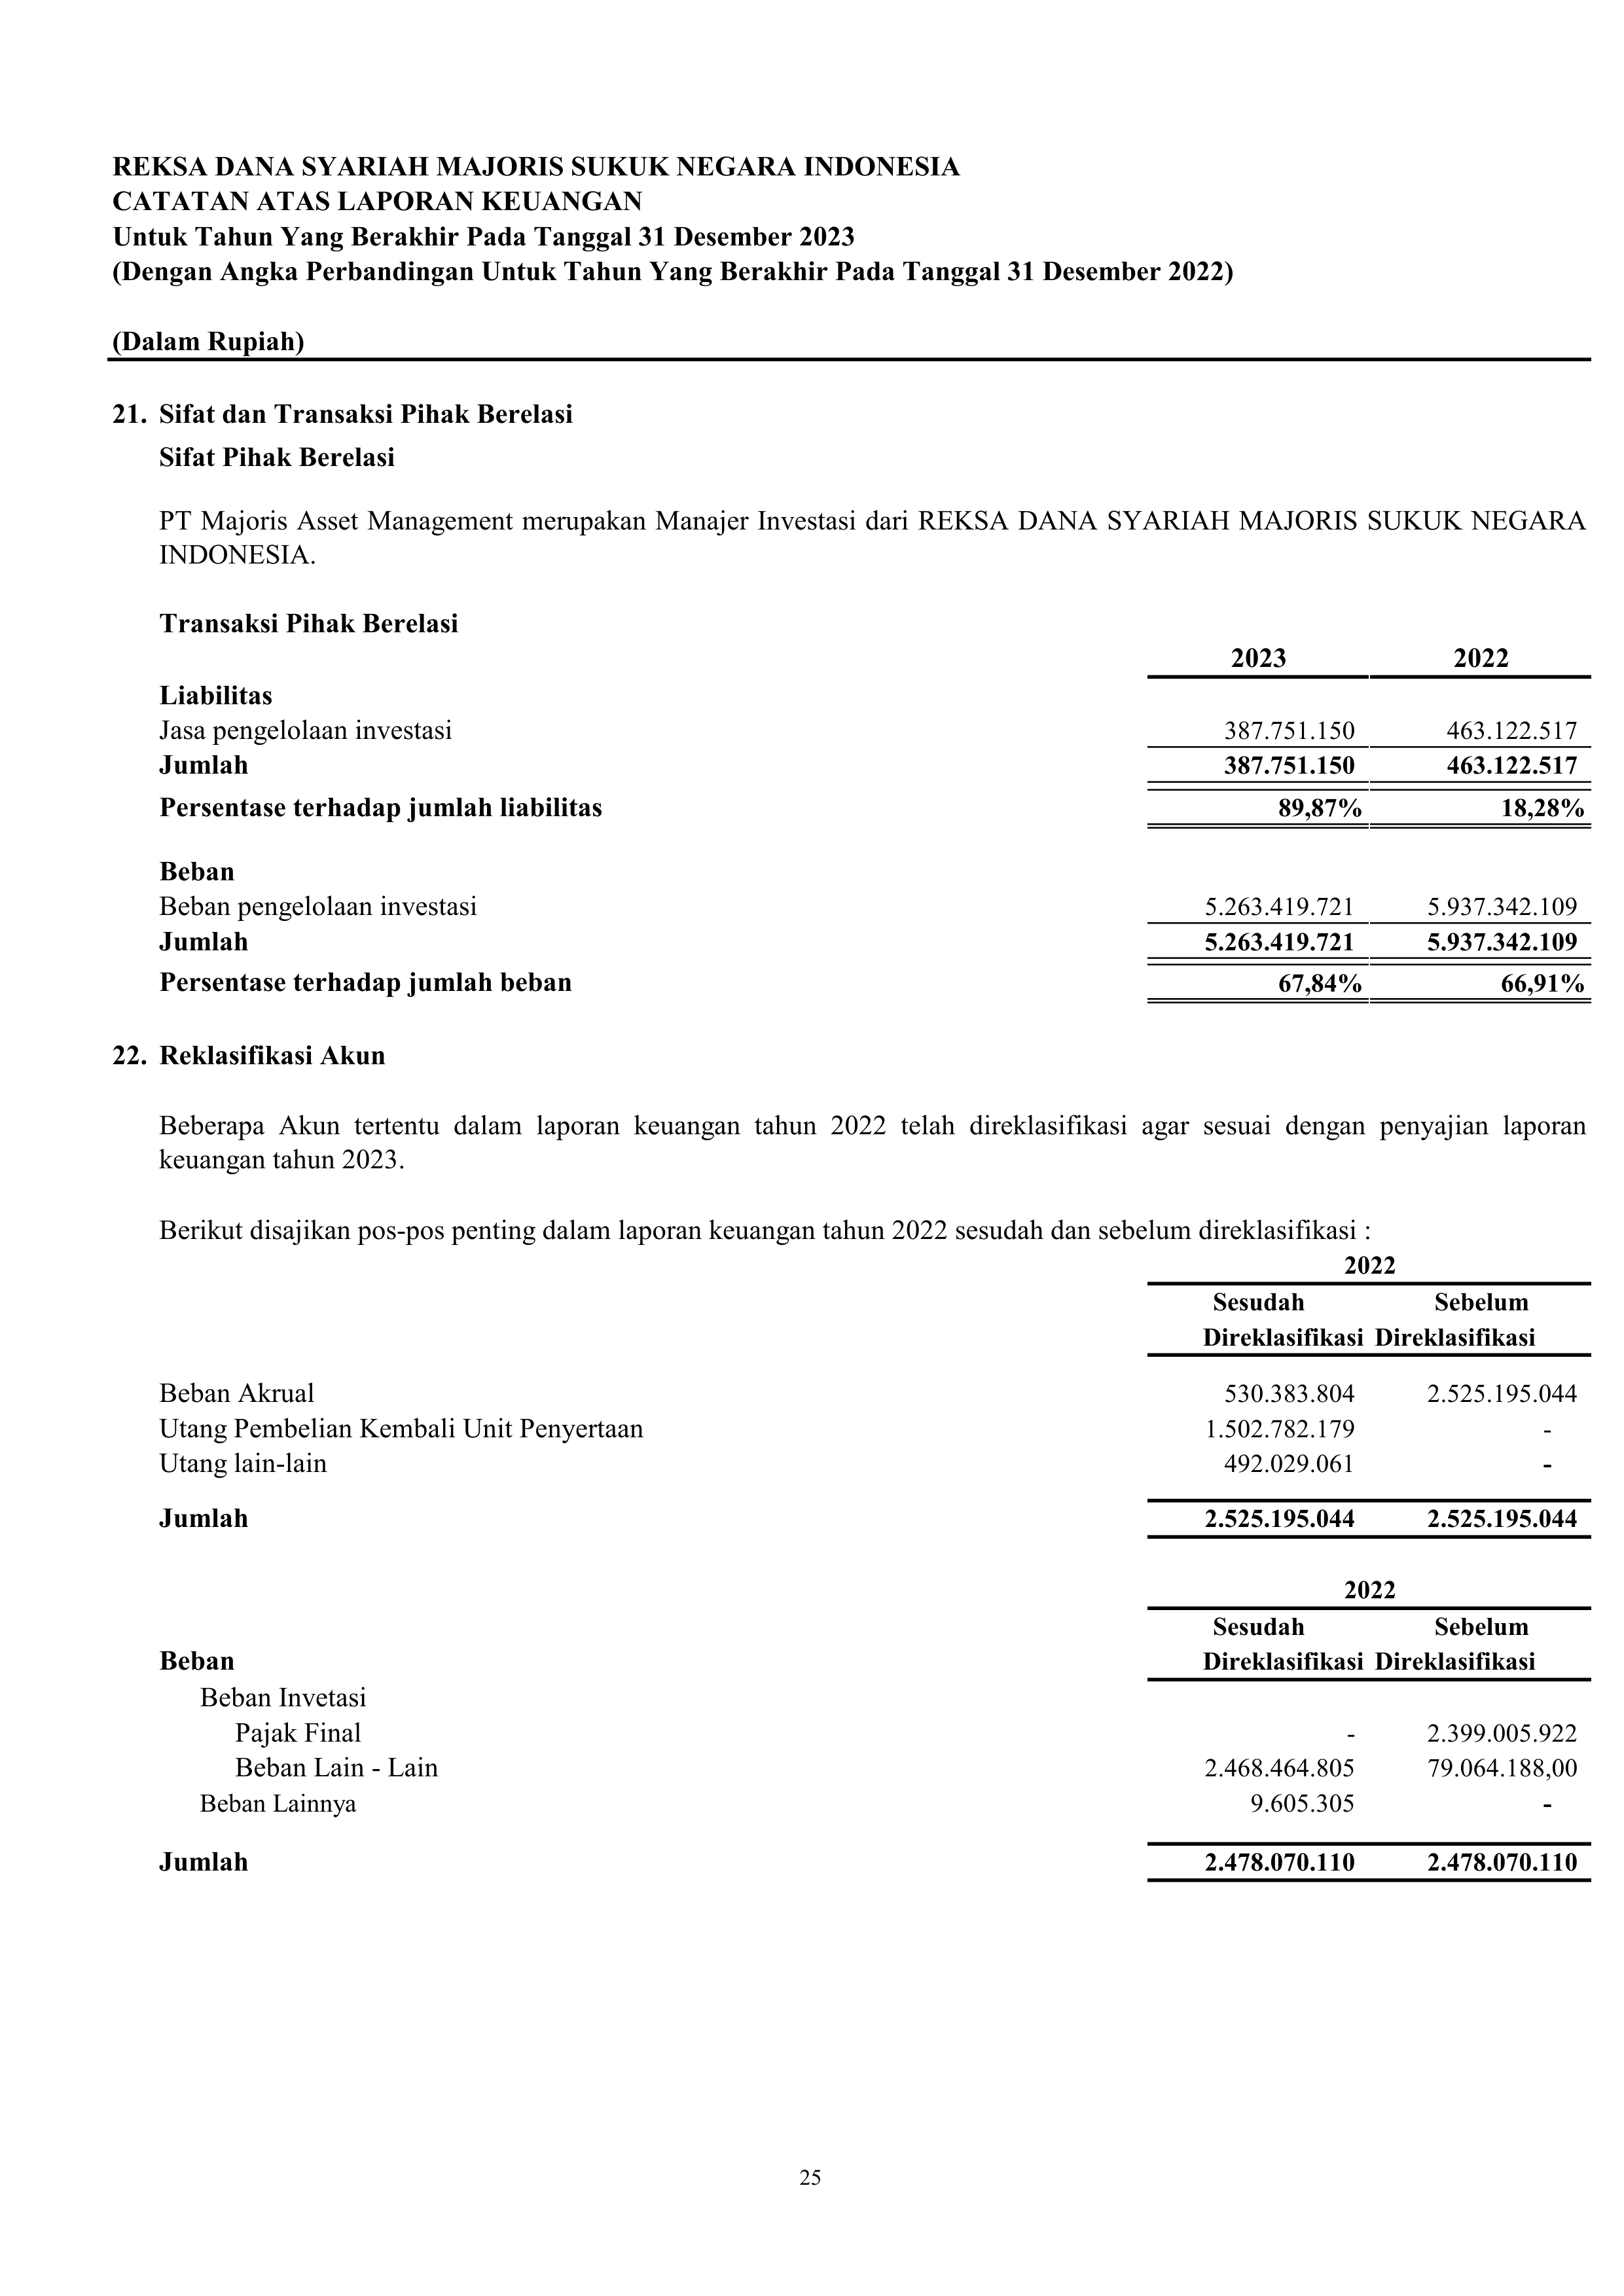 REKSA DANA SYARIAH MAJORIS SUKUK NEGARA INDONESIA
CATATAN ATAS LAPORAN KEUANGAN
Untuk Tahun Yang Berakhir Pada Tanggal 31 Desember 2023
(Dengan Angka Perbandingan Untuk Tahun Yang Berakhir Pada Tanggal 31 Desember 2022)
(Dalam Rupiah)
21. Sifat dan Transaksi Pihak Berelasi
Sifat Pihak Berelasi
PT Majoris Asset Management merupakan Manajer Investasi dari REKSA DANA SYARIAH MAJORIS SUKUK NEGARA
INDONESIA.
Transaksi Pihak Berelasi
2023 2022
Liabilitas
Jasa pengelolaan investasi 387.751.150 463.122.517
Jumlah 387.751.150 463.122.517
Persentase terhadap jumlah liabilitas 89,87% 18,28%
Beban
Beban pengelolaan investasi 5.263.419.721 5.937.342.109
Jumlah 5.263.419.721 5.937.342.109
Persentase terhadap jumlah beban 67,84% 66,91%
22. Reklasifikasi Akun
Beberapa Akun tertentu dalam laporan keuangan tahun 2022 telah direklasifikasi agar sesuai dengan penyajian laporan
keuangan tahun 2023.
Berikut disajikan pos-pos penting dalam laporan keuangan tahun 2022 sesudah dan sebelum direklasifikasi :
2022
Sesudah Sebelum
Direklasifikasi Direklasifikasi
Beban Akrual 530.383.804 2.525.195.044
Utang Pembelian Kembali Unit Penyertaan 1.502.782.179 -
Utang lain-lain 492.029.061 -
Jumlah 2.525.195.044 2.525.195.044
2022
Sesudah Sebelum
Beban Direklasifikasi Direklasifikasi
Beban Invetasi
Pajak Final - 2.399.005.922
Beban Lain - Lain 2.468.464.805 79.064.188,00
Beban Lainnya 9.605.305 -
Jumlah 2.478.070.110 2.478.070.110
25